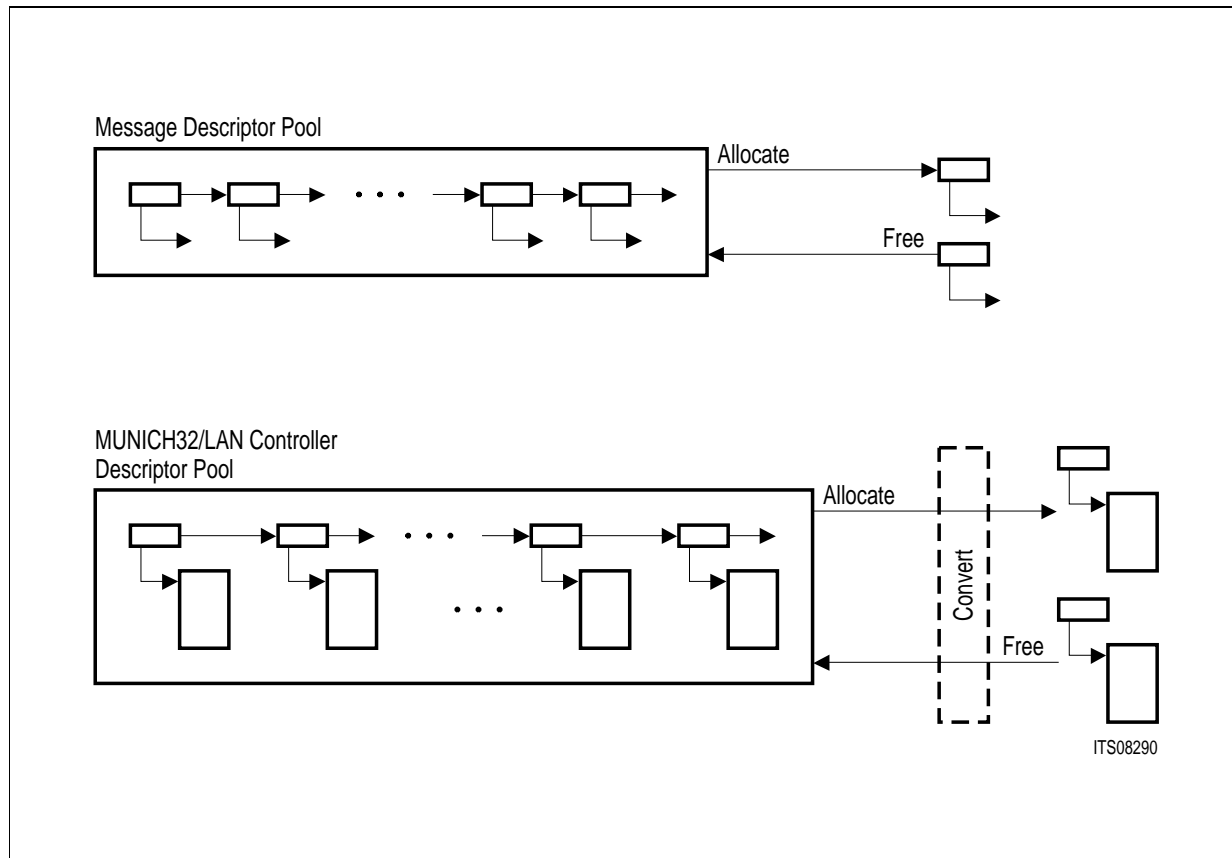 Message Descriptor Pool
Allocate
Free
MUNICH32/LAN Controller
Descriptor Pool
Allocate
Convert
Free
ITS08290